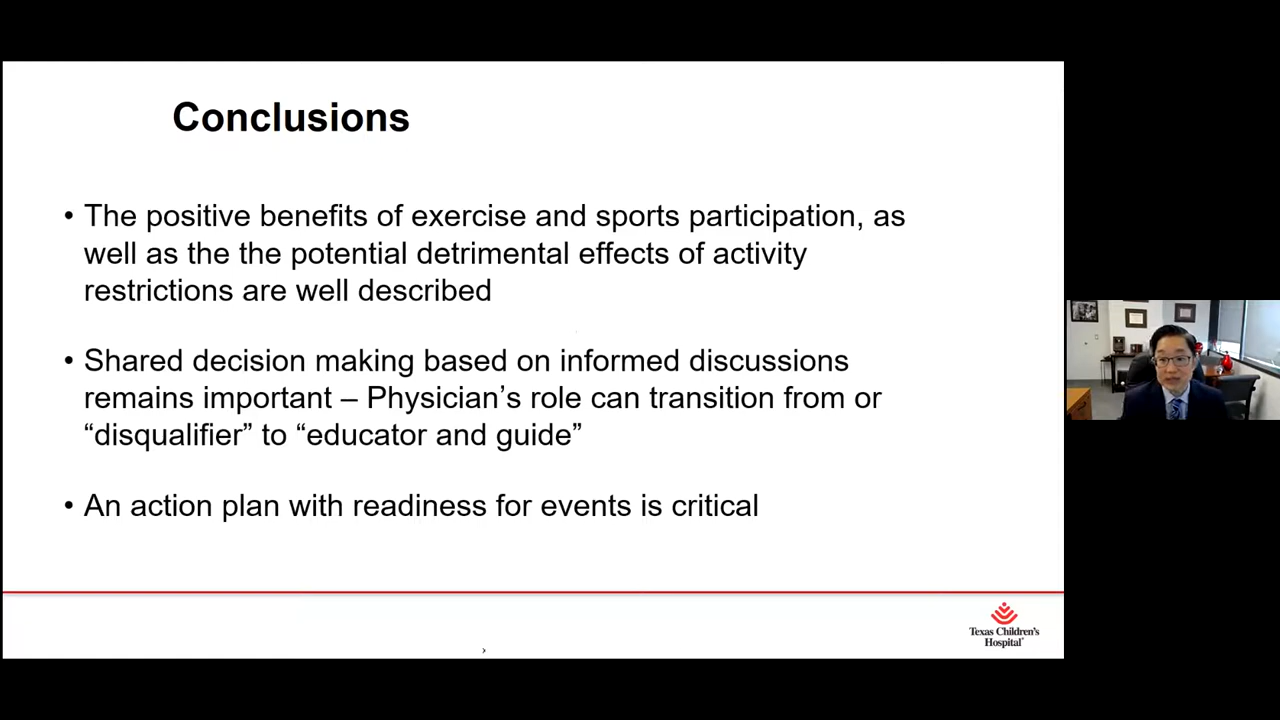 Conclusions
• The positive benefits of exercise and sports participation, as
well as the the potential detrimental effects of activity
restrictions are well described
• Shared decision making based on informed discussions
remains important – Physician’s role can transition from or
“disqualifier” to “educator and guide”
• An action plan with readiness for events is critical
Texas Children's
Hospital